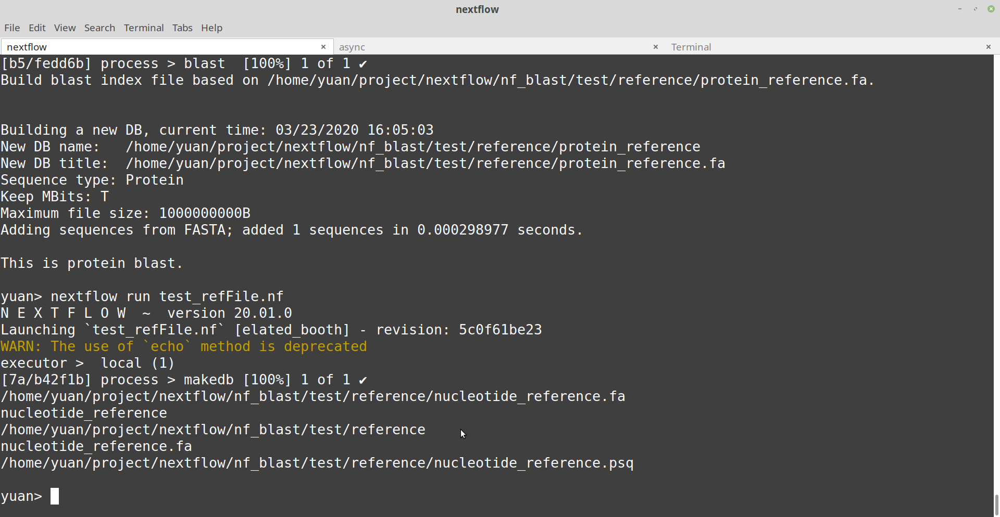 nextflow
File Edit View Search Terminal Tabs Help
nextflow async Terminal
[b5/fedd6b] process > blast  [100%] 1 of 1 ✔
Build blast index file based on /home/yuan/project/nextflow/nf_blast/test/reference/protein_reference.fa.
Building a new DB, current time: 03/23/2020 16:05:03
New DB name:   /home/yuan/project/nextflow/nf_blast/test/reference/protein_reference
New DB title:  /home/yuan/project/nextflow/nf_blast/test/reference/protein_reference.fa
Sequence type: Protein
Keep MBits: T
Maximum file size: 1000000000B
Adding sequences from FASTA; added 1 sequences in 0.000298977 seconds.
This is protein blast.
yuan> nextflow run test_refFile.nf
N E X T F L O W  ~  version 20.01.0
Launching `test_refFile.nf` [elated_booth] - revision: 5c0f61be23
WARN: The use of `echo` method is deprecated
executor >  local (1)
[7a/b42f1b] process > makedb [100%] 1 of 1 ✔
/home/yuan/project/nextflow/nf_blast/test/reference/nucleotide_reference.fa
nucleotide_reference
/home/yuan/project/nextflow/nf_blast/test/reference
nucleotide_reference.fa
/home/yuan/project/nextflow/nf_blast/test/reference/nucleotide_reference.psq
yuan>